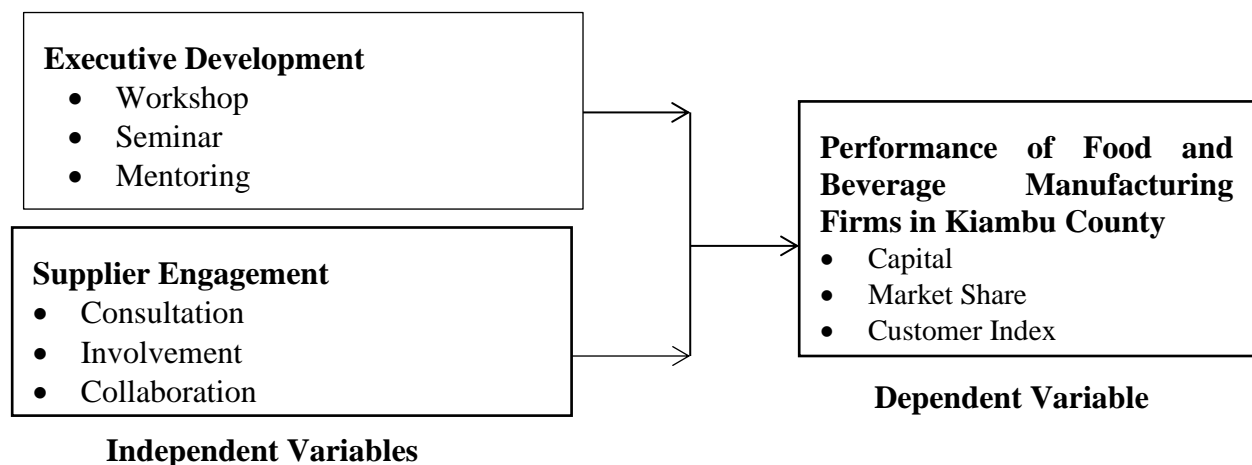 Executive Development
• Workshop
• Seminar
• Mentoring
Supplier Engagement
• Consultation
• Involvement
• Collaboration
Independent Variables
Performance of Food and
Beverage Manufacturing
Firms in Kiambu County
• Capital
• Market Share
• Customer Index
Dependent Variable